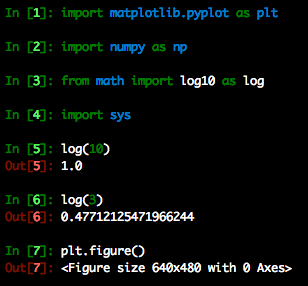 In [1]: import matplotlib.pyplot as plt
In [2]: import numpy as np
In [3]: from math import log10 as log
In [4]: import sys
In [5]: log(10)
Out[5]: 1.0
In [6]: log(3)
Out[6]: 0.47712125471966244
In [7]: plt.figure()
Out[7]: <Figure size 640x480 with 0 Axes>